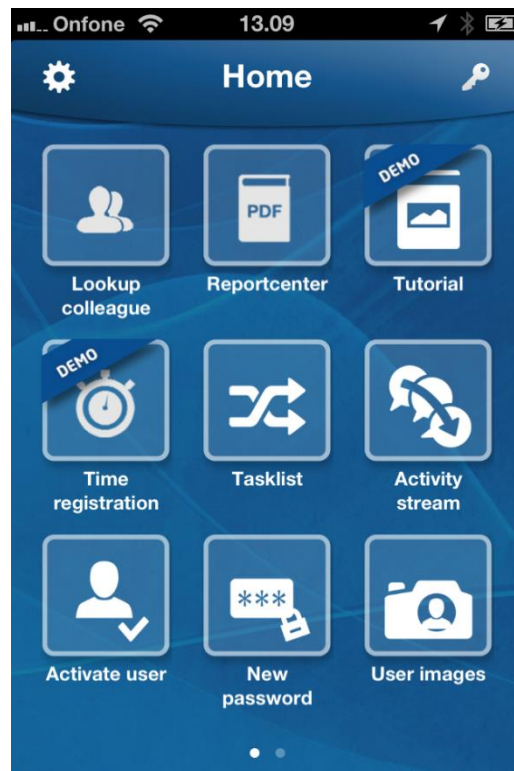 Onfone 13.09
Home
DEMO
PDF
Lookup
colleague
Reportcenter
Tutorial
DEMO
Time
registration
Tasklist
Activity
stream
***
Activate user
New
password
User images